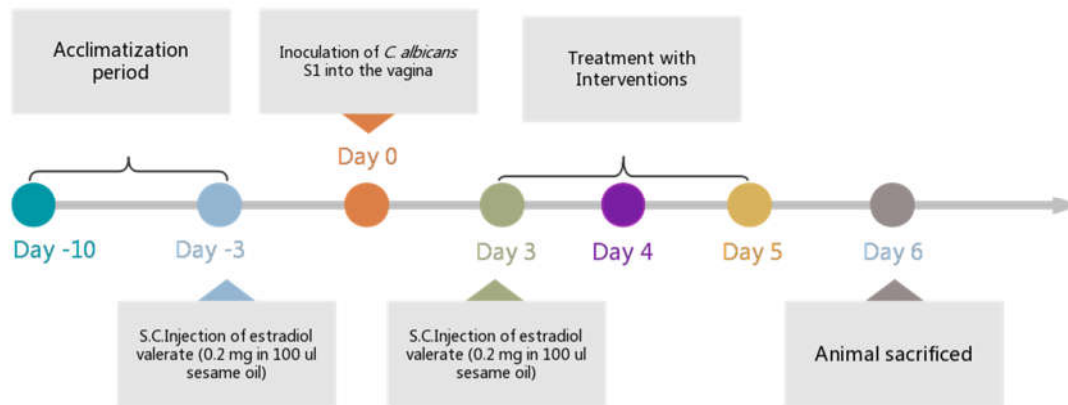 Acclimatization
period
Inoculation of C. albicans
S1 into the vagina
Treatment with
Interventions
Day 0
Day -10
Day -3
Day 3
Day 4
Day 5
Day 6
S.C.Injection of estradiol
valerate (0.2 mg in 100 ul
sesame oil)
S.C.Injection of estradiol
valerate (0.2 mg in 100 ul
sesame oil)
Animal sacrificed